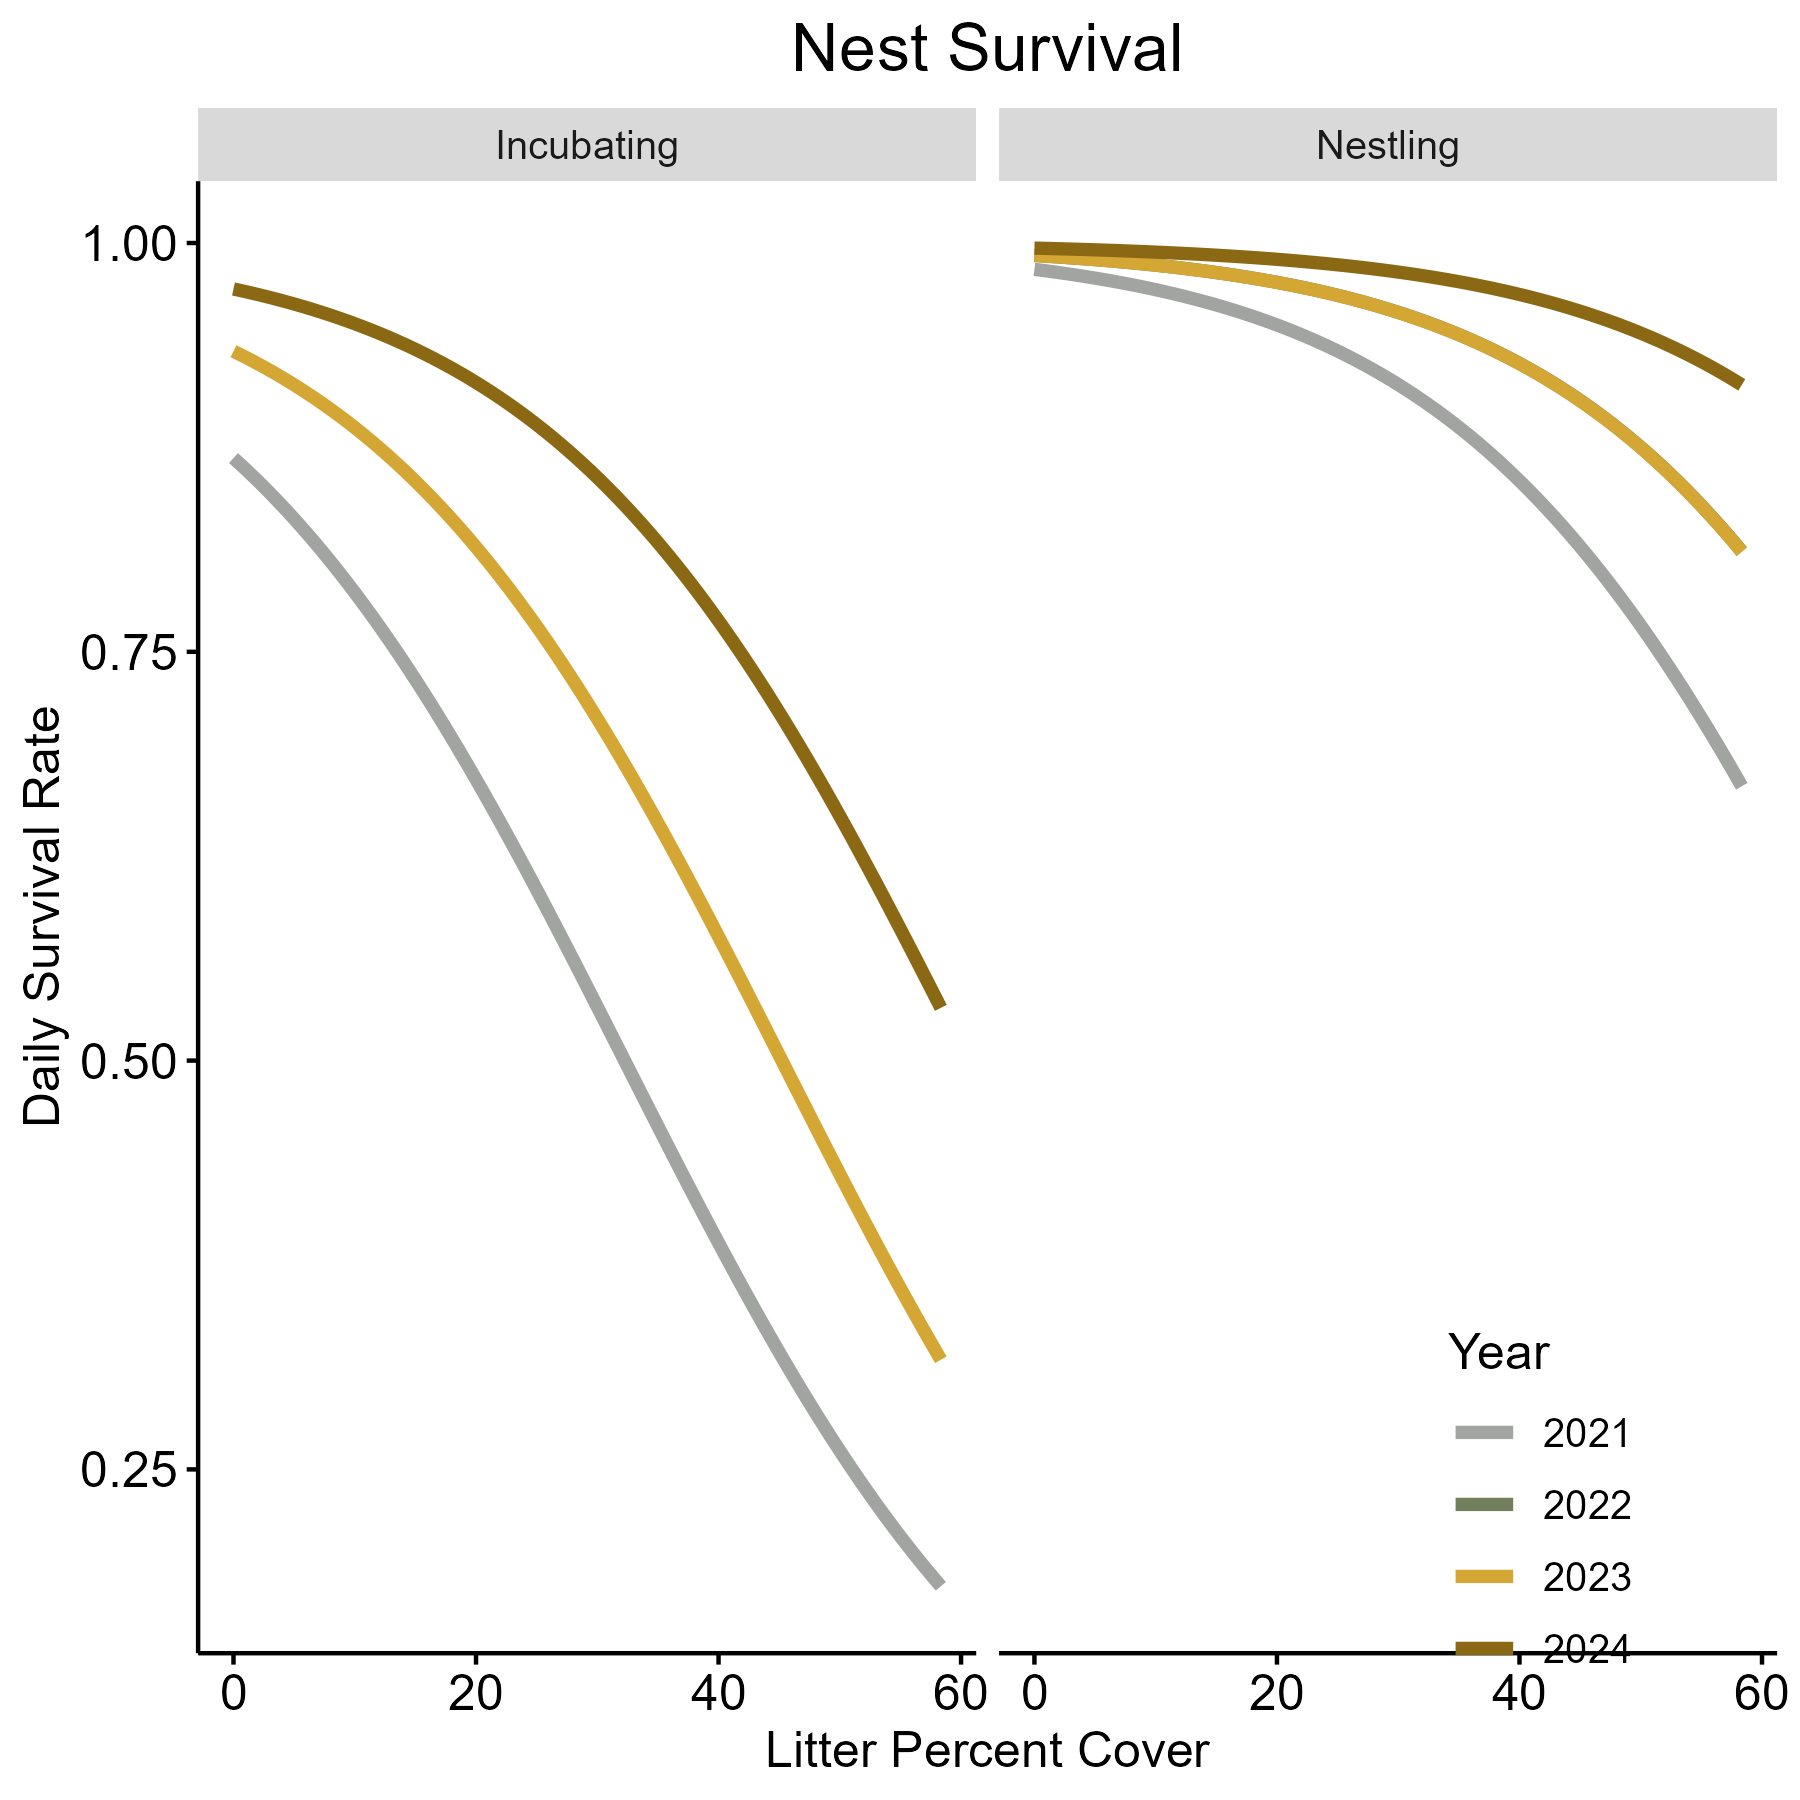 Nest Survival
Incubating
Nestling
1.00
0.75
0.50
0.25
Daily Survival Rate
Year
2021
2022
2023
2024
0 20 40 60
0 20 40 60
Litter Percent Cover